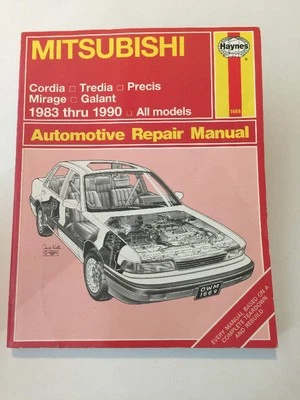 MITSUBISHI
Haynes
Cordia □ Tredia □ Precis
Mirage □ Galant
1983 thru 1990 □ All models
1669
Automotive Repair Manual
OWM
166V
EVERY MANUAL BASED ON A
COMPLETE TEARDOWN
AND REBUILD